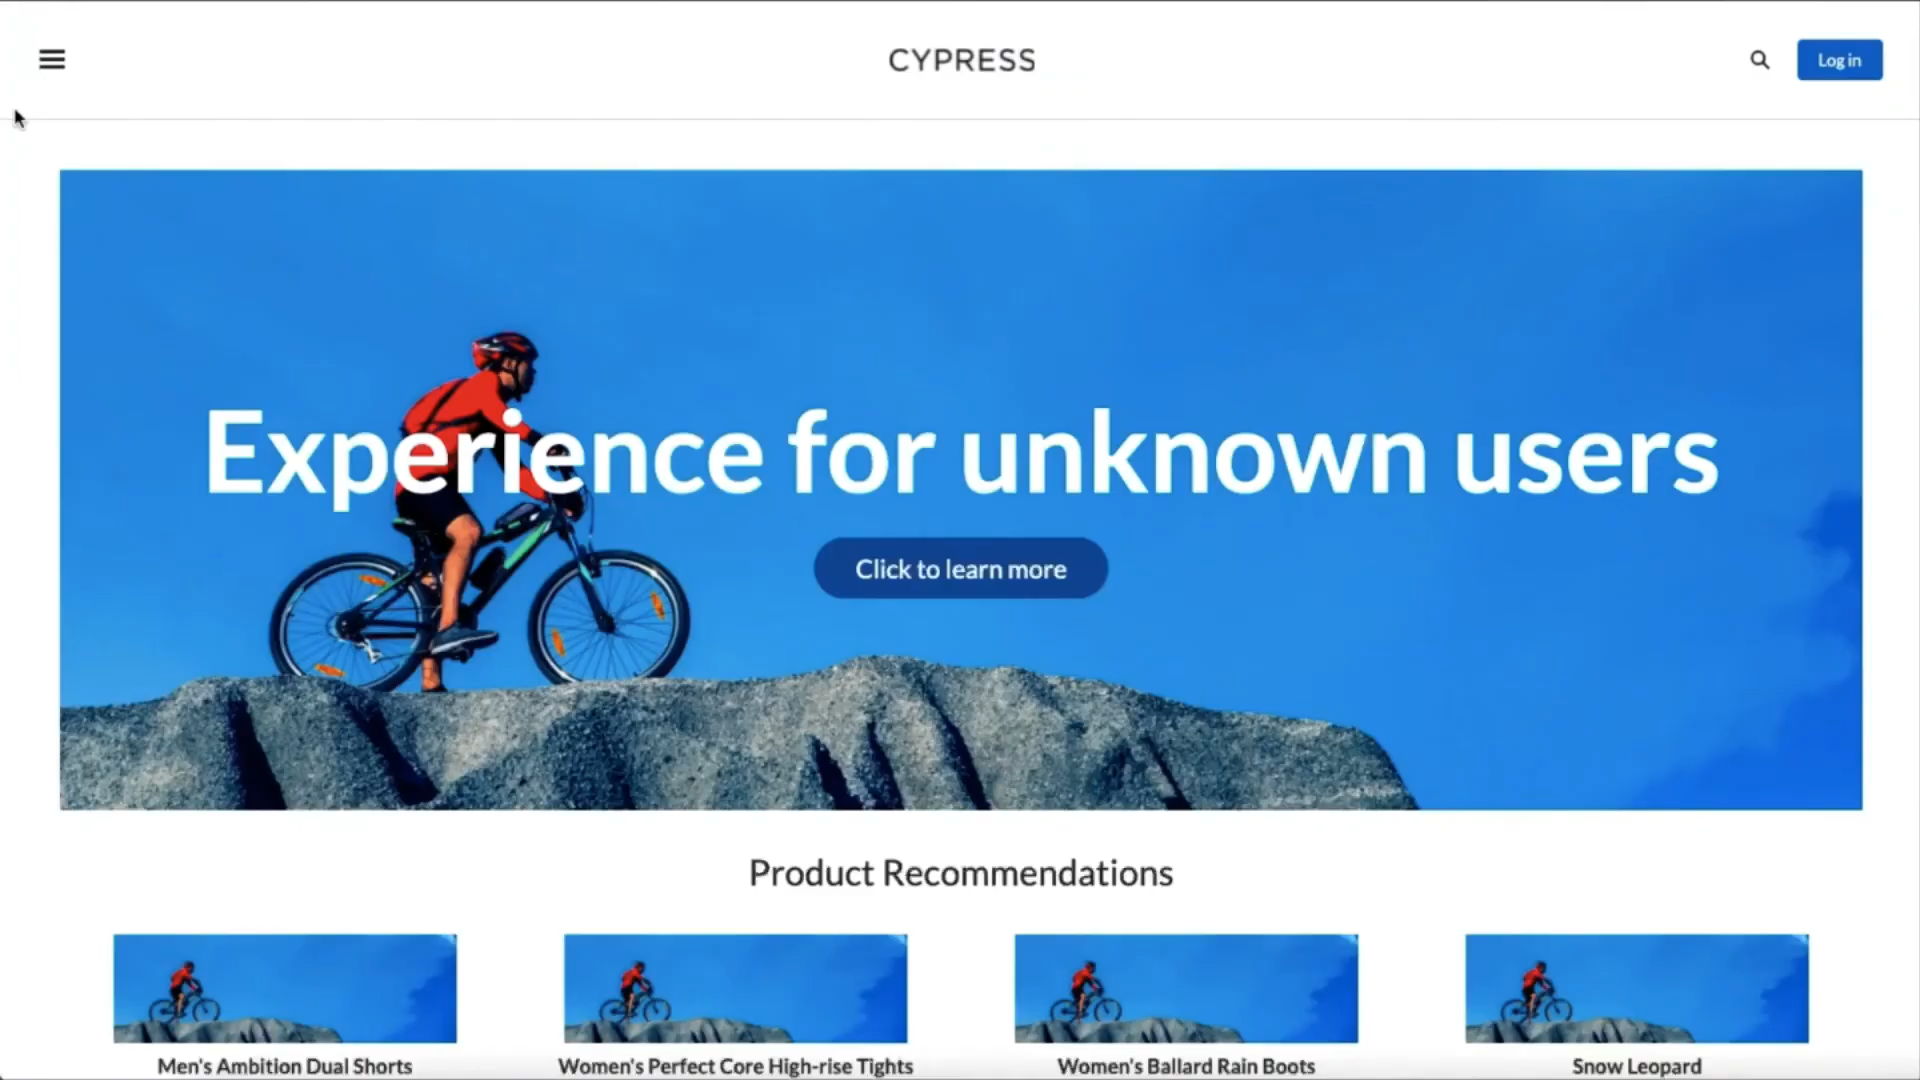 CYPRESS
Log in
Experience for unknown users
Click to learn more
Product Recommendations
Men's Ambition Dual Shorts
Women's Perfect Core High-rise Tights
Women's Ballard Rain Boots
Snow Leopard